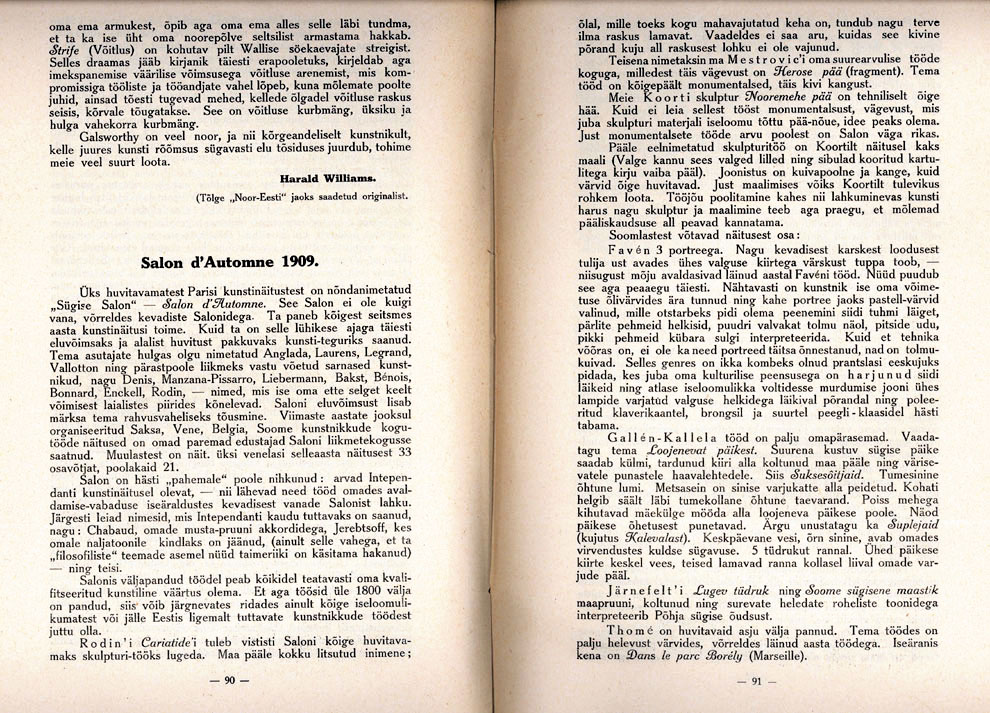 oma ema armukest, õpib aga oma ema alles selle läbi tundma,
et ta ka ise üht oma noorepõlve seltsilist armastama hakkab.
Strife (Võitlus) on kohutav pilt Wallise söekaevajate streigist.
Selles draamas jääb kirjanik täiesti erapooletuks, kirjeldab aga
imekspanemise väärilise võimsusega võitluse arenemist, mis kom-
promissiga tööliste ja tööandjate vahel lõpeb, kuna mõlemate poolte
juhid, ainsad tõesti tugevad mehed, kellede õlgadel võitluse raskus
seisis, kõrvale tõugatakse. See on võitluse kurbmäng, üksiku ja
hulga vahekorra kurbmäng.
Galsworthy on veel noor, ja nii kõrgeandeliselt kunstnikult,
kelle juures kunsti rõõmsus sügavasti elu tõsiduses juurdub, tohime
meie veel suurt loota.
Harald Williams.
(Tõlge „Noor-Eesti“ jaoks saadetud originalist.
Salon d'Automne 1909.
Üks huvitavamatest Parisi kunstinäitustest on nõndanimetatud
„Sügise Salon“ — Salon d'Automne. See Salon ei ole kuigi
vana, võrreldes kevadiste Salonidega. Ta paneb kõigest seitsmes
aasta kunstinäitusi toime. Kuid ta on selle lühikese ajaga täiesti
eluvõimsaks ja alalist huvitust pakkuvaks kunsti-teguriks saanud.
Tema asutajate hulgas olgu nimetatud Anglada, Laurens, Legrand,
Vallotton ning pärastpoole liikmeks vastu võetud sarnased kunst-
nikud, nagu Denis, Manzana-Pissarro, Liebermann, Bakst, Bénois,
Bonnard, Enckell, Rodin, — nimed, mis ise oma ette selget keelt
võimisest laialistes piirides kõnelevad. Saloni eluvõimsust lisab
märksa tema rahvusvaheliseks tõusmine. Viimaste aastate jooksul
organiseeritud Saksa, Vene, Belgia, Soome kunstnikkude kogu-
tööde näitused on omad paremad edustajad Saloni liikmetekogusse
saatnud. Muulastest on näit. üksi venelasi selleaasta näitusest 33
osavõtjat, poolakaid 21.
Salon on hästi „pahemale“ poole nihkunud: arvad Intepen-
danti kunstinäitusel olevat, — nii lähevad need tööd omades aval-
damise-vabaduse iseäraldustes kevadisest vanade Salonist lahku.
Järgesti leiad nimesid, mis Intependanti kaudu tuttavaks on saanud,
nagu: Chabaud, omade musta-pruuni akkordidega, Jerebtsoff, kes
omale naljatoonile kindlaks on jäänud, (ainult selle vahega, et ta
„filosofiliste“ teemade asemel nüüd taimeriiki on käsitama hakanud)
— ning teisi.
Salonis väljapandud töödel peab kõikidel teatavasti oma kvali-
fitseeritud kunstiline väärtus olema. Et aga töösid üle 1800 välja
on pandud, siis võib järgnevates ridades ainult kõige iseloomuli-
kumatest või jälle Eestis ligemalt tuttavate kunstnikkude töödest
juttu olla.
Rodin'i Cariatide'i tuleb vististi Saloni kõige huvitava-
maks skulpturi-tööks lugeda. Maa pääle kokku litsutud inimene;
— 90 —
õlal, mille toeks kogu mahavajutatud keha on, tundub nagu terve
ilma raskus lamavat. Vaadeldes ei saa aru, kuidas see kivine
põrand kuju all raskusest lohku ei ole vajunud.
Teisena nimetaksin ma Mestrovic'i oma suurearvulise tööde
koguga, milledest täis vägevust on Herose pää (fragment). Tema
tööd on kõigepäält monumentalsed, täis kivi kangust.
Meie Koorti skulptur Nooremehe pää on tehniliselt õige
hää. Kuid ei leia sellest tööst monumentalsust, vägevust, mis
juba skulpturi materjali iseloomu tõttu pää-nõue, idee peaks olema.
Just monumentalsete tööde arvu poolest on Salon väga rikas.
Pääle eelnimetatud skulpturitöö on Koortilt näitusel kaks
maali (Valge kannu sees valged lilled ning sibulad kooritud kartu-
litega kirju vaiba pääl). Joonistus on kuivapoolne ja kange, kuid
värvid õige huvitavad. Just maalimises võiks Koortilt tulevikus
rohkem loota. Tööjõu poolitamine kahes nii lahkuminevas kunsti
harus nagu skulptur ja maalimine teeb aga praegu, et mõlemad
pääliskaudsuse all peavad kannatama.
Soomlastest võtavad näitusest osa:
Favén 3 portreega. Nagu kevadisest karskest loodusest
tulija ust avades ühes valguse kiirtega värskust tuppa toob, —
niisugust mõju avaldasivad läinud aastal Favéni tööd. Nüüd puudub
see aga peaaegu täiesti. Nähtavasti on kunstnik ise oma võime-
tuse õlivärvides ära tunnud ning kahe portree jaoks pastell-värvid
valinud, mille otstarbeks pidi olema peenemini siidi tuhmi läiget,
pärlite pehmeid helkisid, puudri valvakat tolmu näol, pitside udu,
pikki pehmeid kübara sulgi interpreteerida. Kuid et tehnika
võõras on, ei ole ka need portreed täitsa õnnestanud, nad on tolmu-
kuivad. Selles genres on ikka kombeks olnud prantslasi eeskujuks
pidada, kes juba oma kulturilise peensusega on harjunud siidi
läikeid ning atlase iseloomulikka voltidesse murdumise jooni ühes
lampide varjatud valguse helkidega läikival põrandal ning polee-
ritud klaverikaantel, brongsil ja suurtel peegli-klaasidel hästi
tabama.
Gallén-Kallela tööd on palju omapärasemad. Vaada-
tagu tema Loojenevat päikest. Suurena kustuv sügise päike
saadab külmi, tardunud kiiri alla koltunud maa pääle ning värise-
vatele punastele haavalehtedele. Siis Suksesõitjaid. Tumesinine
õhtune lumi. Metsasein on sinise varjukatte alla peidetud. Kohati
helgib säält läbi tumekollane õhtune taevarand. Poiss mehega
kihutavad mäekülge mööda alla loojeneva päikese poole. Näod
päikese õhetusest punetavad. Ärgu unustatagu ka Suplejaid
(kujutus Kalevalast). Keskpäevane vesi, õrn sinine, avab omades
virvendustes kuldse sügavuse. 5 tüdrukut rannal. Ühed päikese
kiirte keskel vees, teised lamavad ranna kollasel liival omade var-
jude pääl.
Järnefelt'i Lugev tüdruk ning Soome sügisene maastik
maapruuni, koltunud ning surevate heledate roheliste toonidega
interpreteerib Põhja sügise õudsust.
Thomé on huvitavaid asju välja pannud. Tema töödes on
palju helevust värvides, võrreldes läinud aasta töödega. Iseäranis
kena on Dans le parc Borély (Marseille).
— 91 —